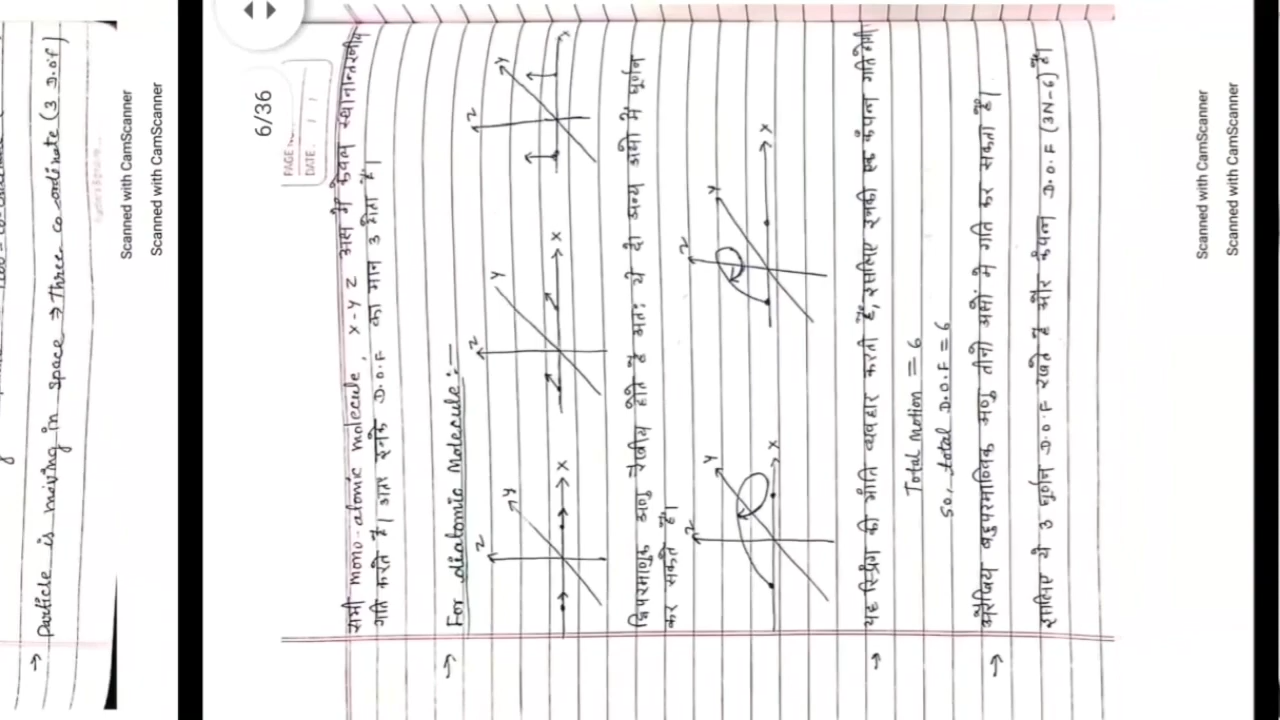 → Particle is moving in space → three co-ordinate (3 D.o.f)
Scanned with CamScanner
Scanned with CamScanner
6/36
PAGE N
DATE. / /
सभी mono-atomic molecule, x-y z अक्ष में केवल स्थानान्तरणीय
गति करते हैं। अतः इनके D.O.F का मान 3 होता है।
→ For diatomic Molecule:—
Z Y X
Z Y X
Z Y X
द्विपरमाणुक अणु रेखीय होते है अतः ये दो अन्य अक्षों में घूर्णन
कर सकते हैं।
Z Y X
Z Y X
→ यह स्प्रिंग की भाँति व्यवहार करती हैं, इसलिए इनकी एक कंपन्न गति होगी
Total Motion = 6
so, total D.O.F = 6
→ अरेखिय बहुपरमाण्विक अणु तीनों अक्षों में गति कर सकता है।
इसलिए ये 3 घूर्णन D.O.F रखते है और कंपन्न D.O.F (3N-6) है।
Scanned with CamScanner
Scanned with CamScanner